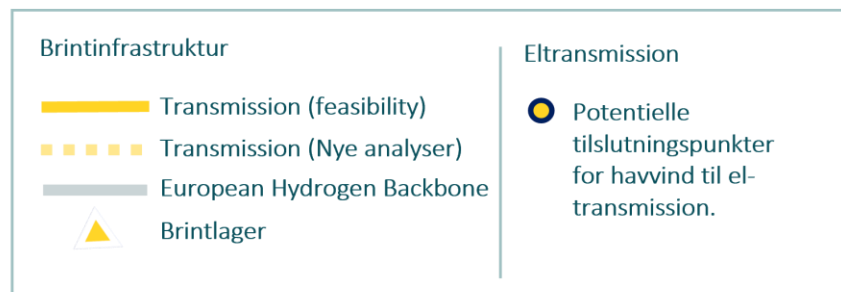 Brintinfrastruktur
Transmission (feasibility)
Transmission (Nye analyser)
European Hydrogen Backbone
Brintlager
Eltransmission
Potentielle
tilslutningspunkter
for havvind til el-
transmission.